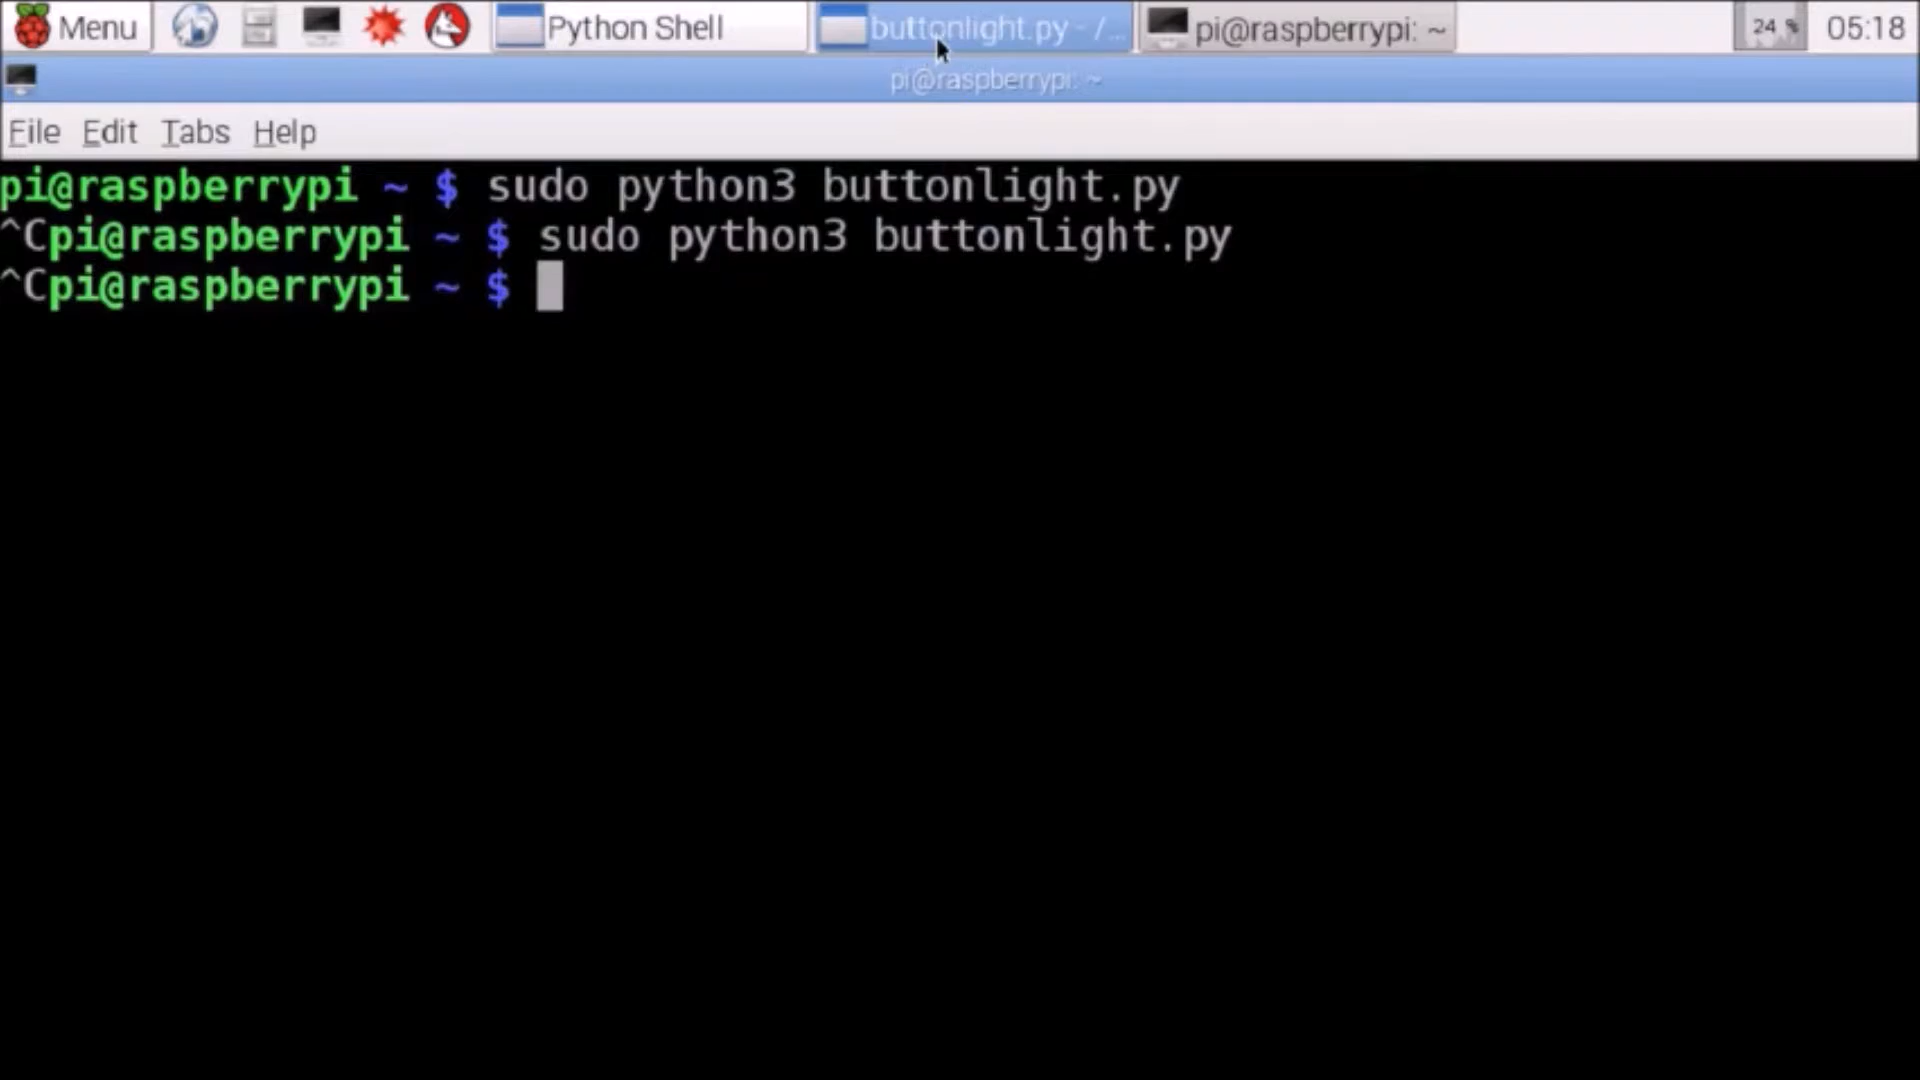 Menu Python Shell buttonlight.py - /... pi@raspberrypi: ~ 24 % 05:18
pi@raspberrypi: ~
File Edit Tabs Help
pi@raspberrypi ~ $ sudo python3 buttonlight.py
^Cpi@raspberrypi ~ $ sudo python3 buttonlight.py
^Cpi@raspberrypi ~ $